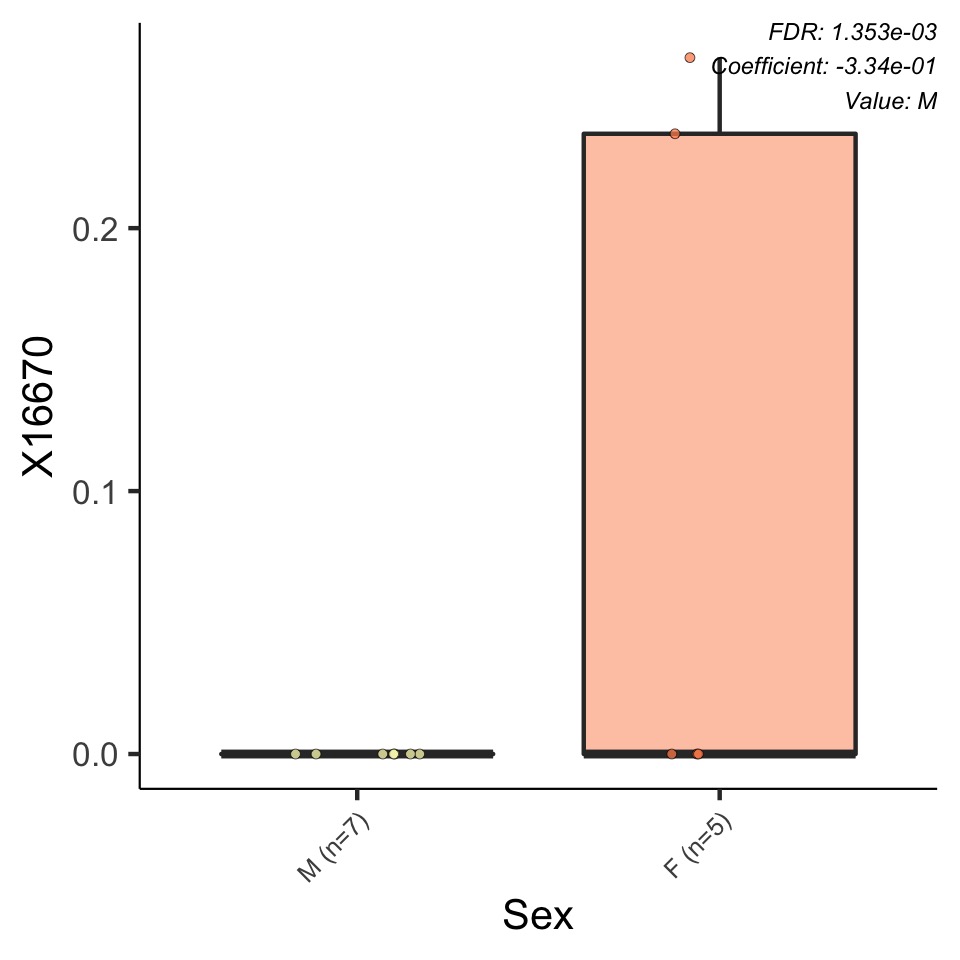 FDR: 1.353e-03
Coefficient: -3.34e-01
Value: M
X16670
0.2
0.1
0.0
M (n=7)
F (n=5)
Sex